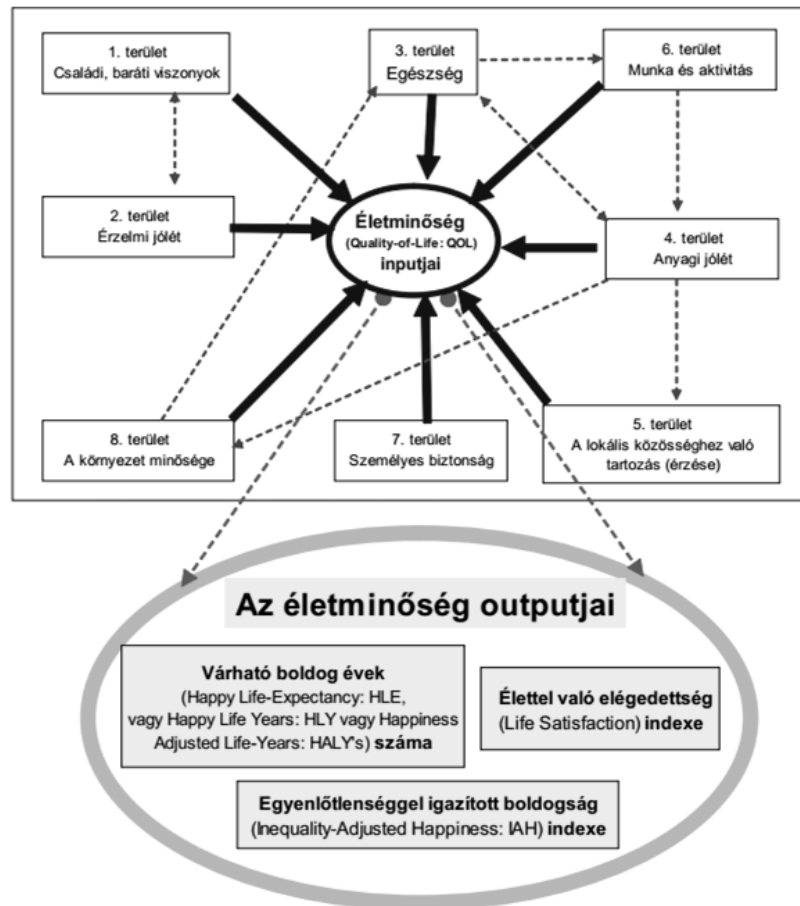 1. terület
Családi, baráti viszonyok
3. terület
Egészség
6. terület
Munka és aktivitás
2. terület
Érzelmi jólét
Életminőség
(Quality-of-Life: QOL)
inputjai
4. terület
Anyagi jólét
8. terület
A környezet minősége
7. terület
Személyes biztonság
5. terület
A lokális közösséghez való
tartozás (érzése)
Az életminőség outputjai
Várható boldog évek
(Happy Life-Expectancy: HLE,
vagy Happy Life Years: HLY vagy Happiness
Adjusted Life-Years: HALY's) száma
Élettel való elégedettség
(Life Satisfaction) indexe
Egyenlőtlenséggel igazított boldogság
(Inequality-Adjusted Happiness: IAH) indexe